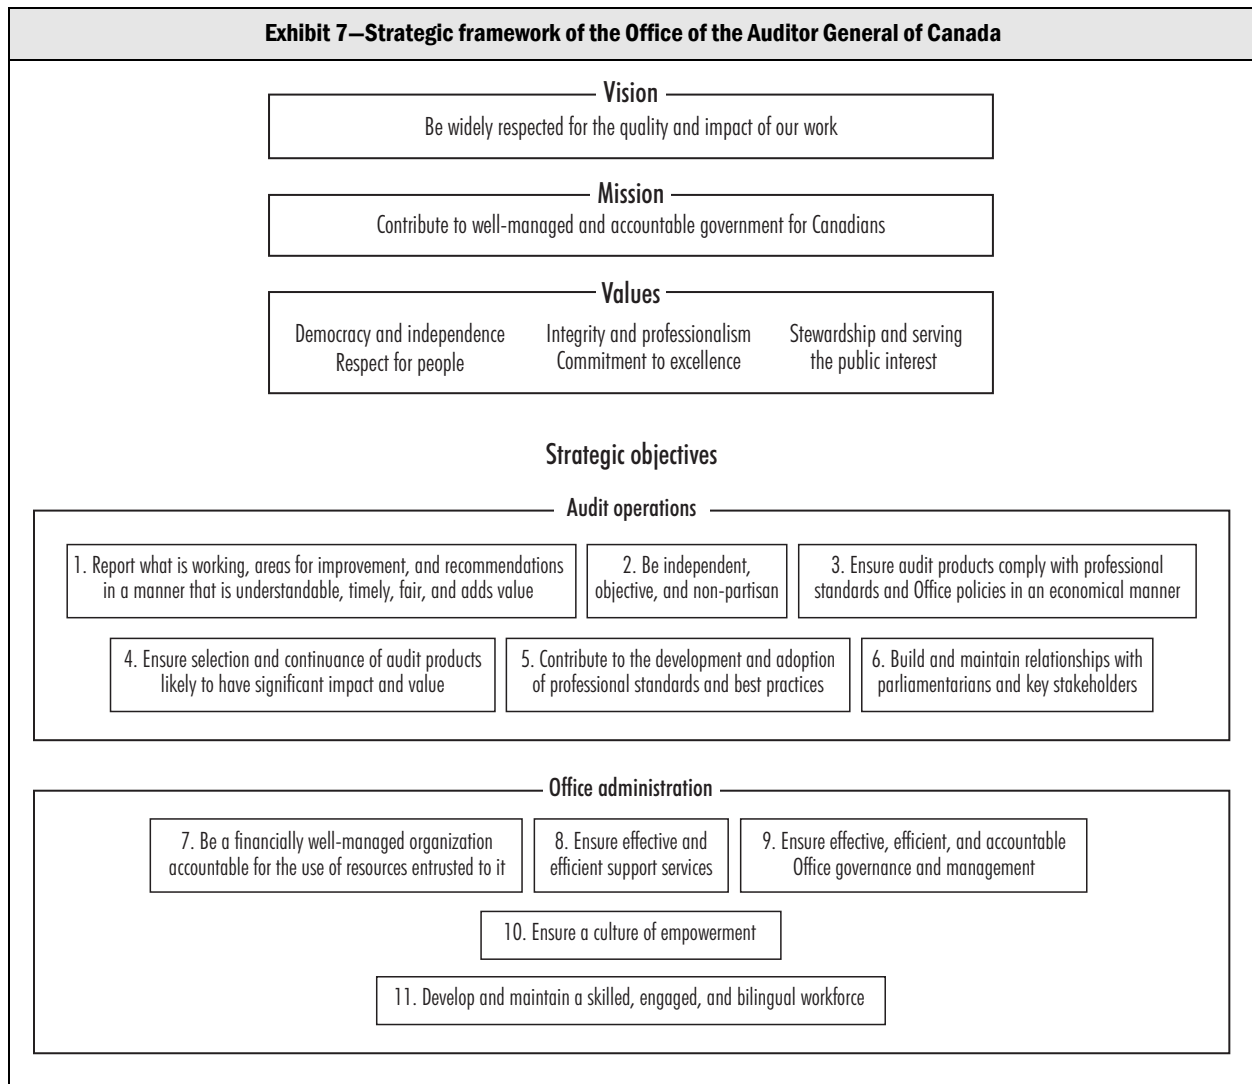 Exhibit 7—Strategic framework of the Office of the Auditor General of Canada
Vision
Be widely respected for the quality and impact of our work
Mission
Contribute to well-managed and accountable government for Canadians
Values
Democracy and independence
Respect for people
Integrity and professionalism
Commitment to excellence
Stewardship and serving
the public interest
Strategic objectives
Audit operations
1. Report what is working, areas for improvement, and recommendations
in a manner that is understandable, timely, fair, and adds value
2. Be independent,
objective, and non-partisan
3. Ensure audit products comply with professional
standards and Office policies in an economical manner
4. Ensure selection and continuance of audit products
likely to have significant impact and value
5. Contribute to the development and adoption
of professional standards and best practices
6. Build and maintain relationships with
parliamentarians and key stakeholders
Office administration
7. Be a financially well-managed organization
accountable for the use of resources entrusted to it
8. Ensure effective and
efficient support services
9. Ensure effective, efficient, and accountable
Office governance and management
10. Ensure a culture of empowerment
11. Develop and maintain a skilled, engaged, and bilingual workforce